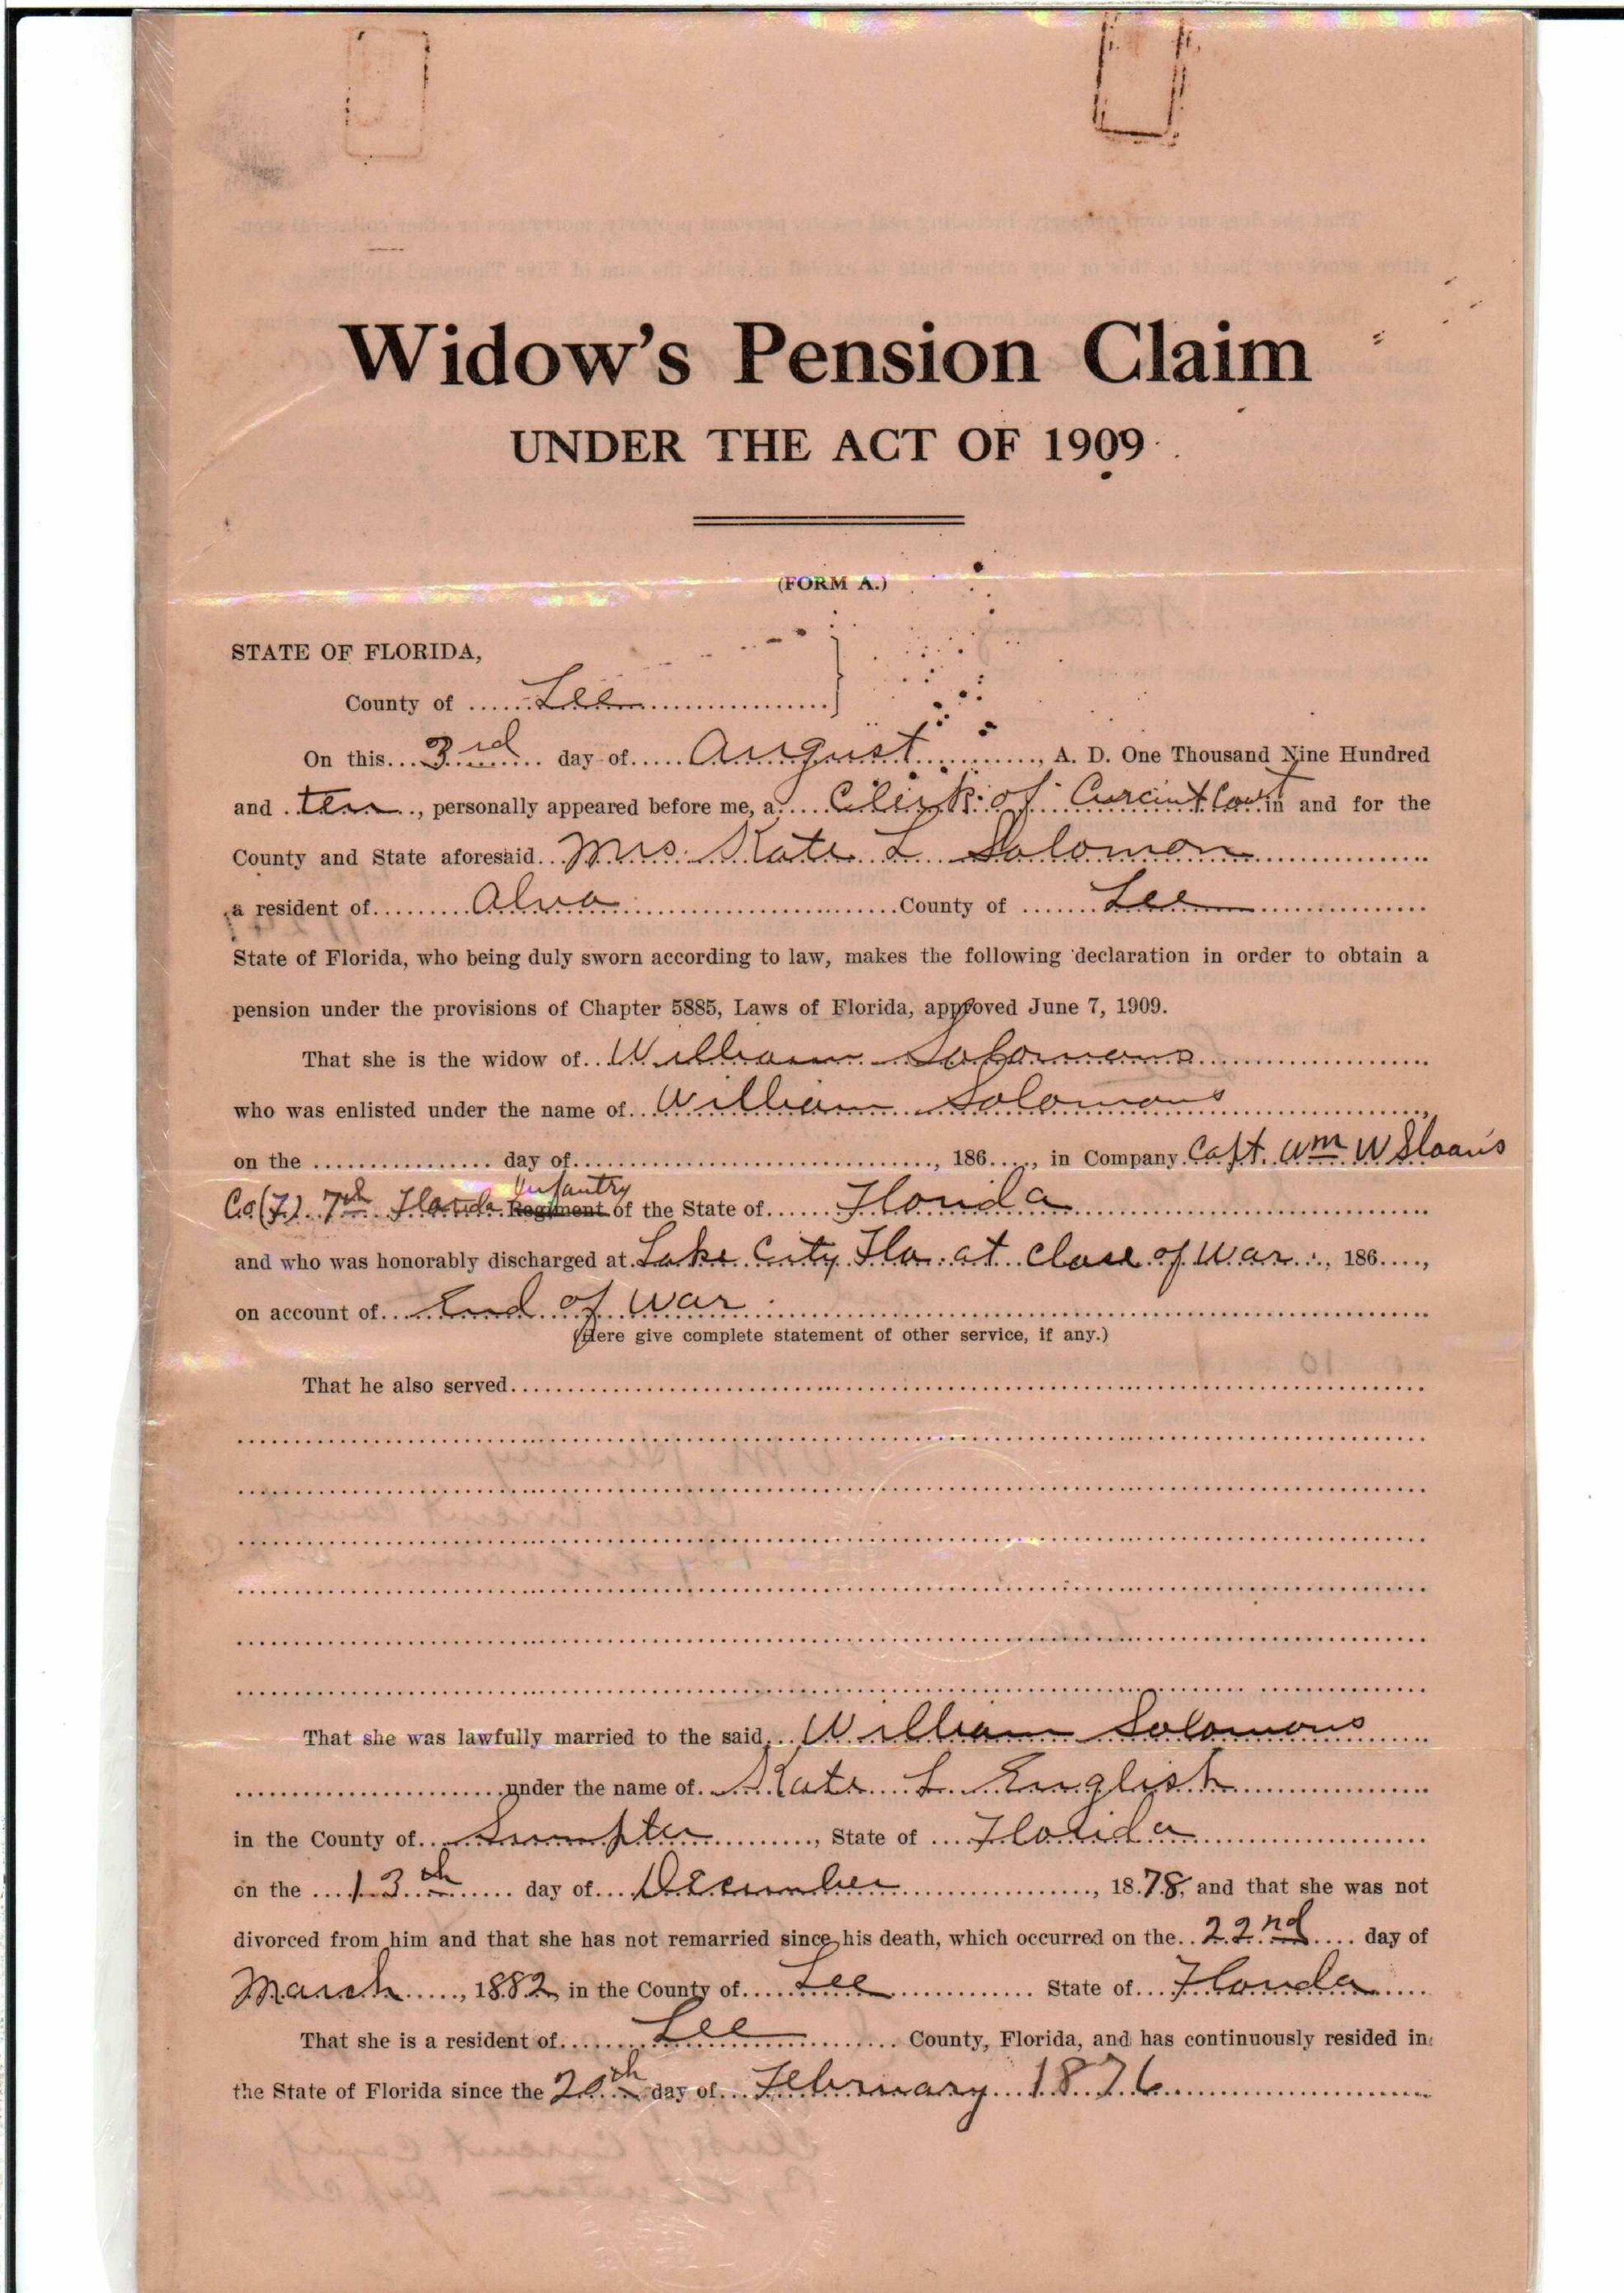 Widow's Pension Claim
UNDER THE ACT OF 1909
(FORM A.)
STATE OF FLORIDA,
County of Lee
On this 3rd day of August, A. D. One Thousand Nine Hundred
and ten, personally appeared before me, a Clerk of Circuit Court in and for the
County and State aforesaid Mrs. Kate L Solomon
a resident of Alva County of Lee
State of Florida, who being duly sworn according to law, makes the following declaration in order to obtain a
pension under the provisions of Chapter 5885, Laws of Florida, approved June 7, 1909.
That she is the widow of William Solomons
who was enlisted under the name of William Solomons,
on the day of, 186, in Company Capt. Wm W Sloan's
Infantry
Co (F) 7th Florida Regiment of the State of Florida
and who was honorably discharged at Lake City Fla. at close of War, 186,
on account of End of War
(Here give complete statement of other service, if any.)
That he also served
That she was lawfully married to the said William Solomons
under the name of Kate L. English
in the County of Sumpter, State of Florida
on the 13th day of December, 1878, and that she was not
divorced from him and that she has not remarried since his death, which occurred on the 22nd day of
March, 1882, in the County of Lee State of Florida
That she is a resident of Lee County, Florida, and has continuously resided in
the State of Florida since the 20th day of February 1876